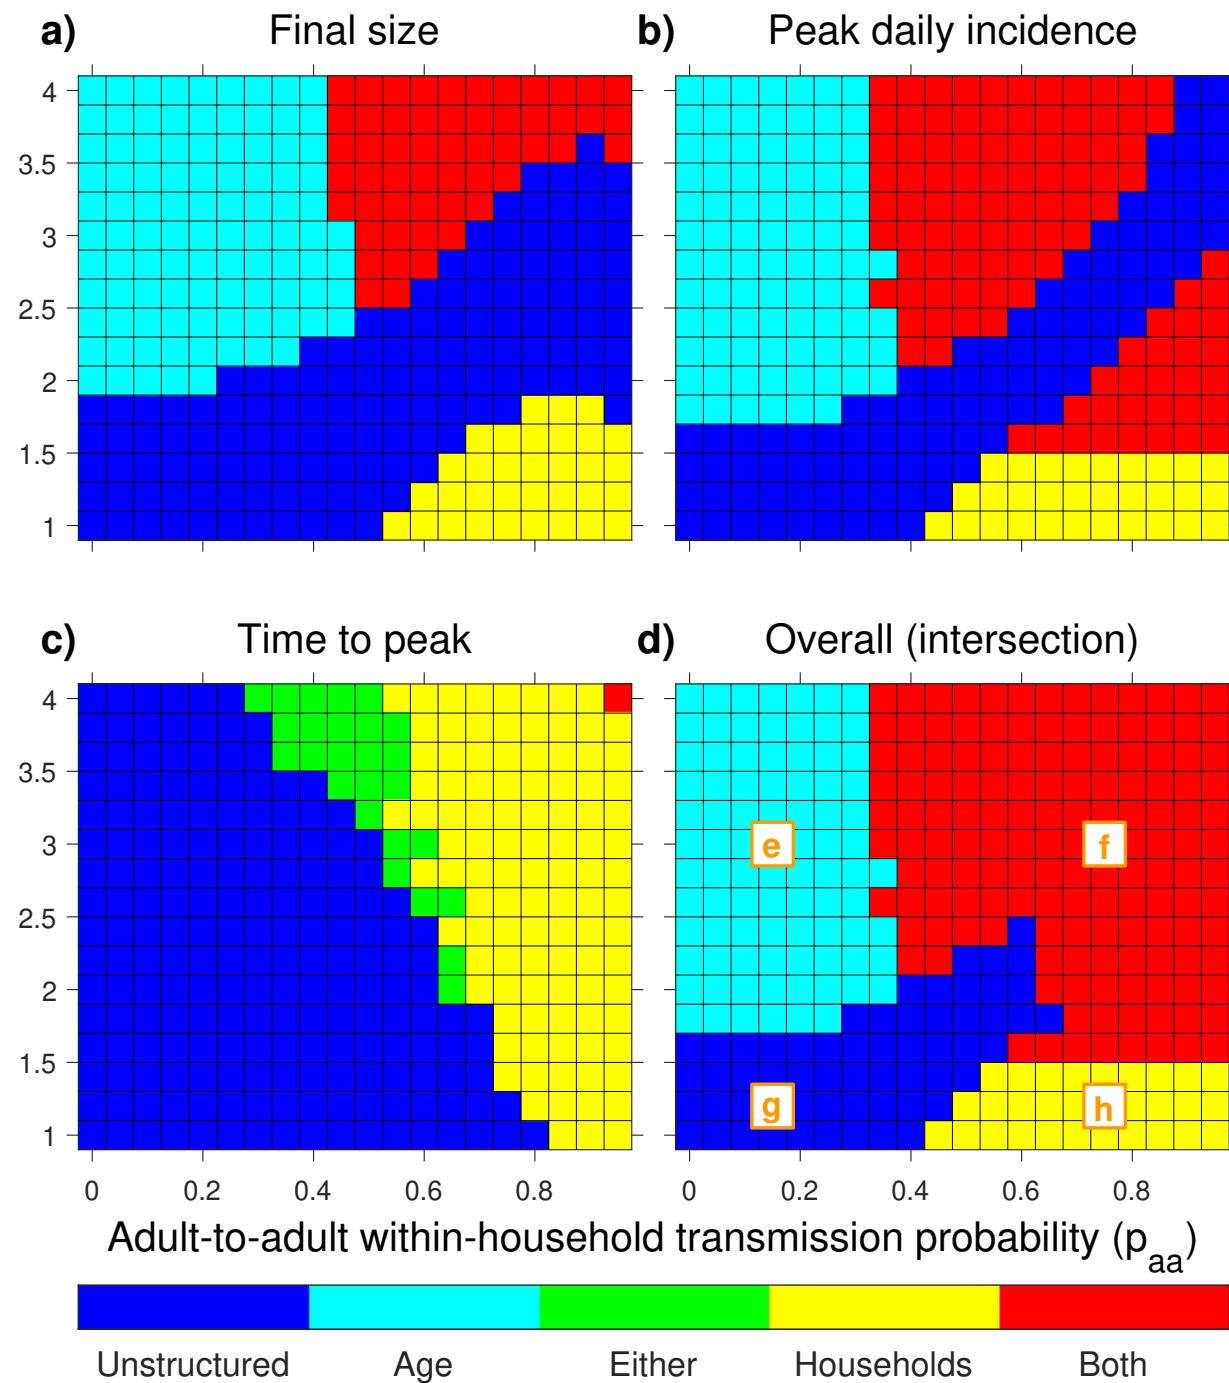 a) Final size
b) Peak daily incidence
4
3.5
3
2.5
2
1.5
1
c) Time to peak
d) Overall (intersection)
4
3.5
3
2.5
2
1.5
1
e
f
g
h
0 0.2 0.4 0.6 0.8
0 0.2 0.4 0.6 0.8
Adult-to-adult within-household transmission probability (p_aa)
Unstructured Age Either Households Both